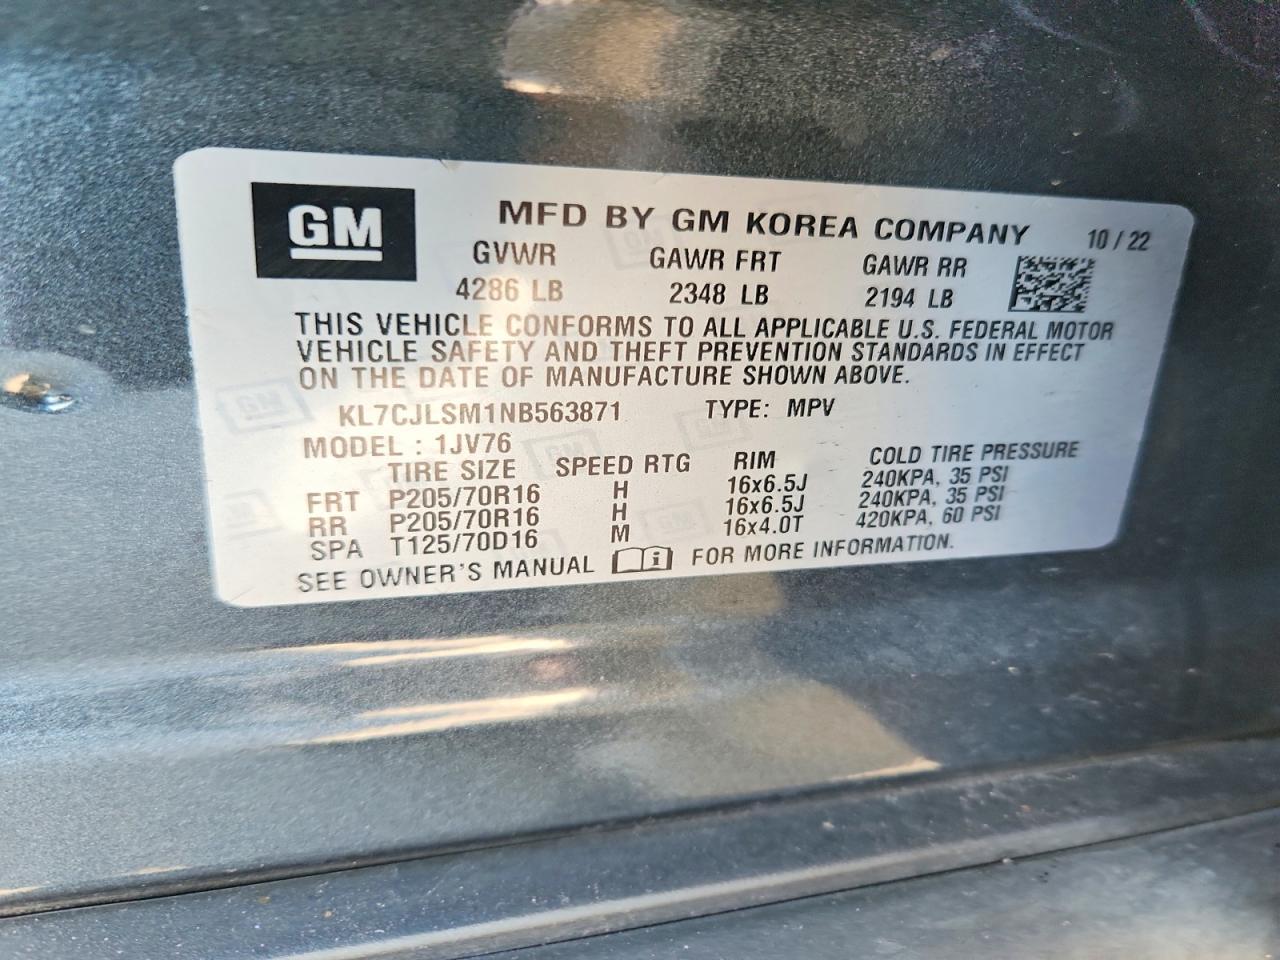 GM
MFD BY GM KOREA COMPANY 10 / 22
GVWR GAWR FRT GAWR RR
4286 LB 2348 LB 2194 LB
THIS VEHICLE CONFORMS TO ALL APPLICABLE U.S. FEDERAL MOTOR
VEHICLE SAFETY AND THEFT PREVENTION STANDARDS IN EFFECT
ON THE DATE OF MANUFACTURE SHOWN ABOVE.
KL7CJLSM1NB563871 TYPE: MPV
MODEL : 1JV76
TIRE SIZE SPEED RTG RIM COLD TIRE PRESSURE
FRT P205/70R16 H 16x6.5J 240KPA, 35 PSI
RR P205/70R16 H 16x6.5J 240KPA, 35 PSI
SPA T125/70D16 M 16x4.0T 420KPA, 60 PSI
SEE OWNER'S MANUAL FOR MORE INFORMATION.